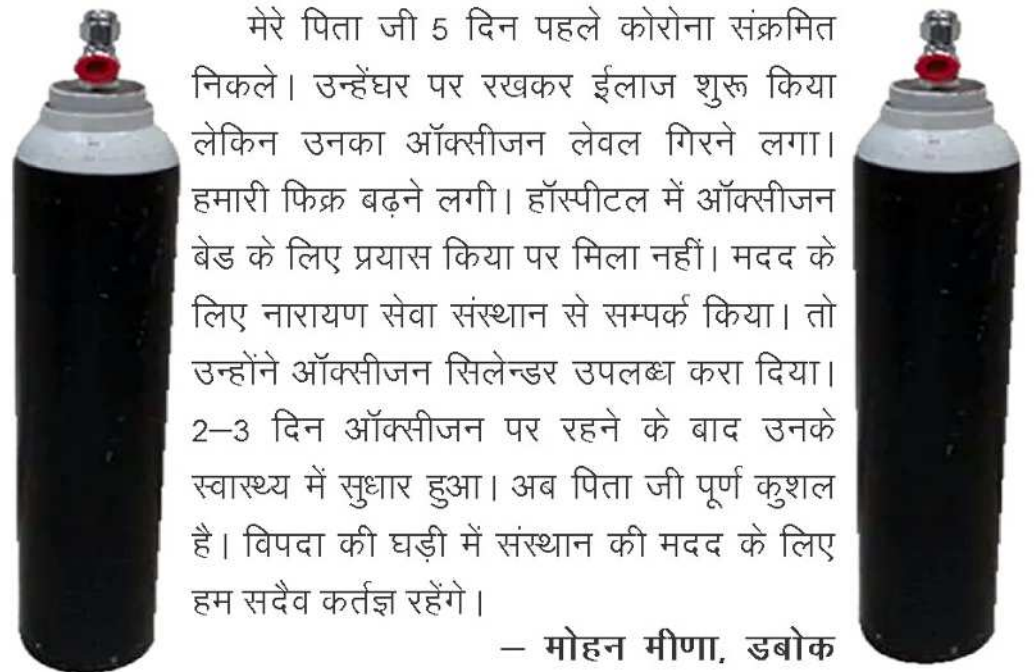 मेरे पिता जी 5 दिन पहले कोरोना संक्रमित
निकले। उन्हेंघर पर रखकर ईलाज शुरू किया
लेकिन उनका ऑक्सीजन लेवल गिरने लगा।
हमारी फिक्र बढ़ने लगी। हॉस्पीटल में ऑक्सीजन
बेड के लिए प्रयास किया पर मिला नहीं। मदद के
लिए नारायण सेवा संस्थान से सम्पर्क किया। तो
उन्होंने ऑक्सीजन सिलेन्डर उपलब्ध करा दिया।
2–3 दिन ऑक्सीजन पर रहने के बाद उनके
स्वास्थ्य में सुधार हुआ। अब पिता जी पूर्ण कुशल
है। विपदा की घड़ी में संस्थान की मदद के लिए
हम सदैव कर्तज्ञ रहेंगे।
– मोहन मीणा, डबोक